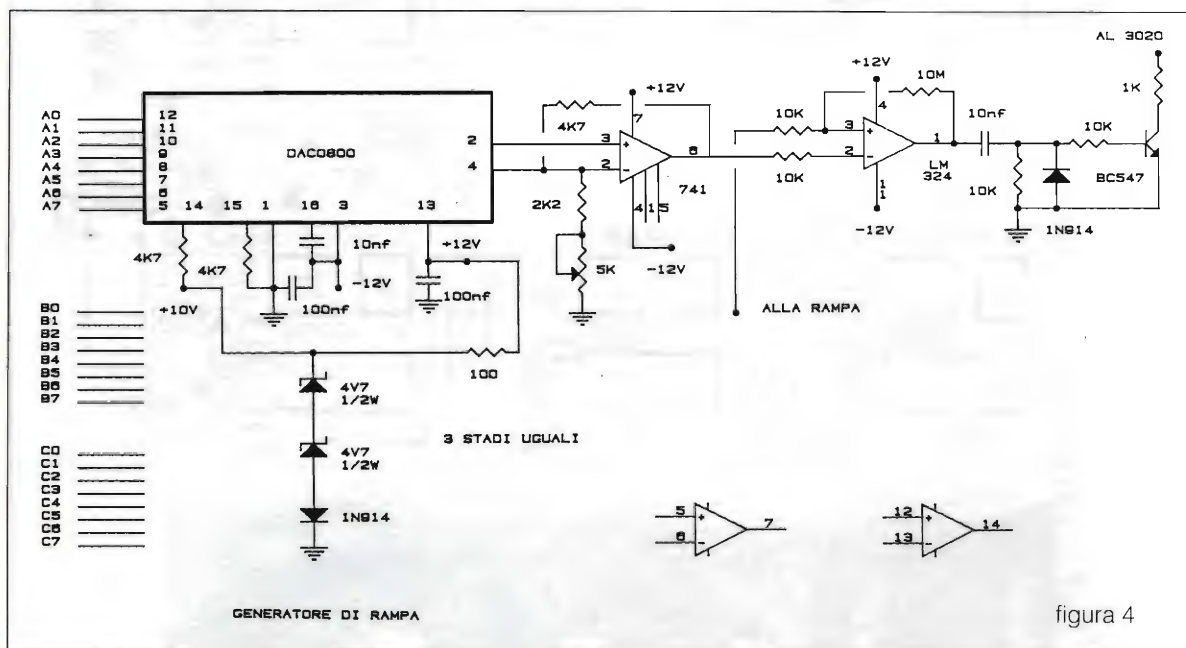 AL 3020
+12V
10M
1K
+12V
A0
A1
A2
A3
A4
A5
A6
A7
12
11
10
9
8
7
6
5
DAC0800
2
4
14
15
1
16
3
13
4K7
7
3
2
6
741
4
1
5
-12V
10K
10K
3
2
4
1
LM
324
11
-12V
10nf
10K
10K
1N914
BC547
2K2
5K
4K7
4K7
10nf
+12V
-12V
100nf
100nf
+10V
ALLA RAMPA
B0
B1
B2
B3
B4
B5
B6
B7
100
4V7
1/2W
3 STADI UGUALI
4V7
1/2W
C0
C1
C2
C3
C4
C5
C6
C7
1N914
5
6
7
12
13
14
GENERATORE DI RAMPA
figura 4